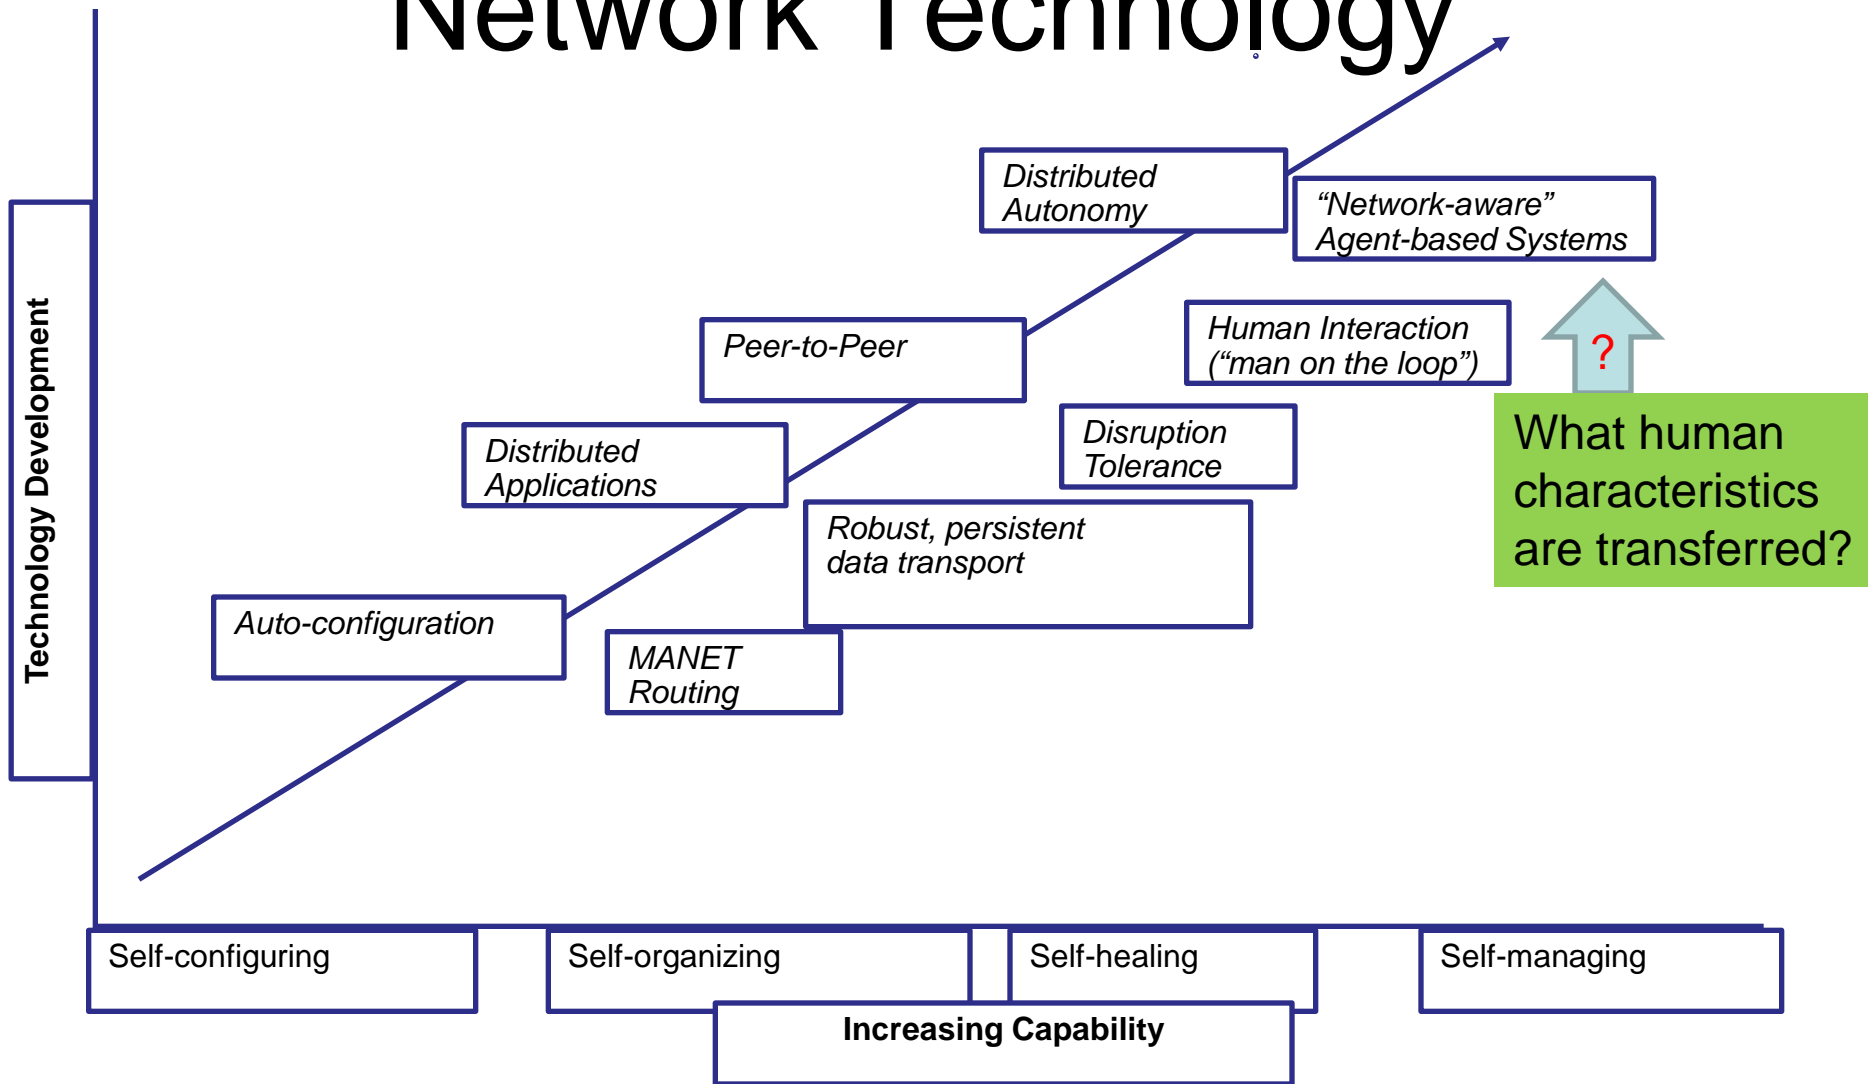 Network Technology
Distributed
Autonomy
“Network-aware”
Agent-based Systems
Peer-to-Peer
Human Interaction
(“man on the loop”)
?
Distributed
Applications
Disruption
Tolerance
What human
characteristics
are transferred?
Robust, persistent
data transport
Auto-configuration
MANET
Routing
Technology Development
Self-configuring
Self-organizing
Self-healing
Self-managing
Increasing Capability